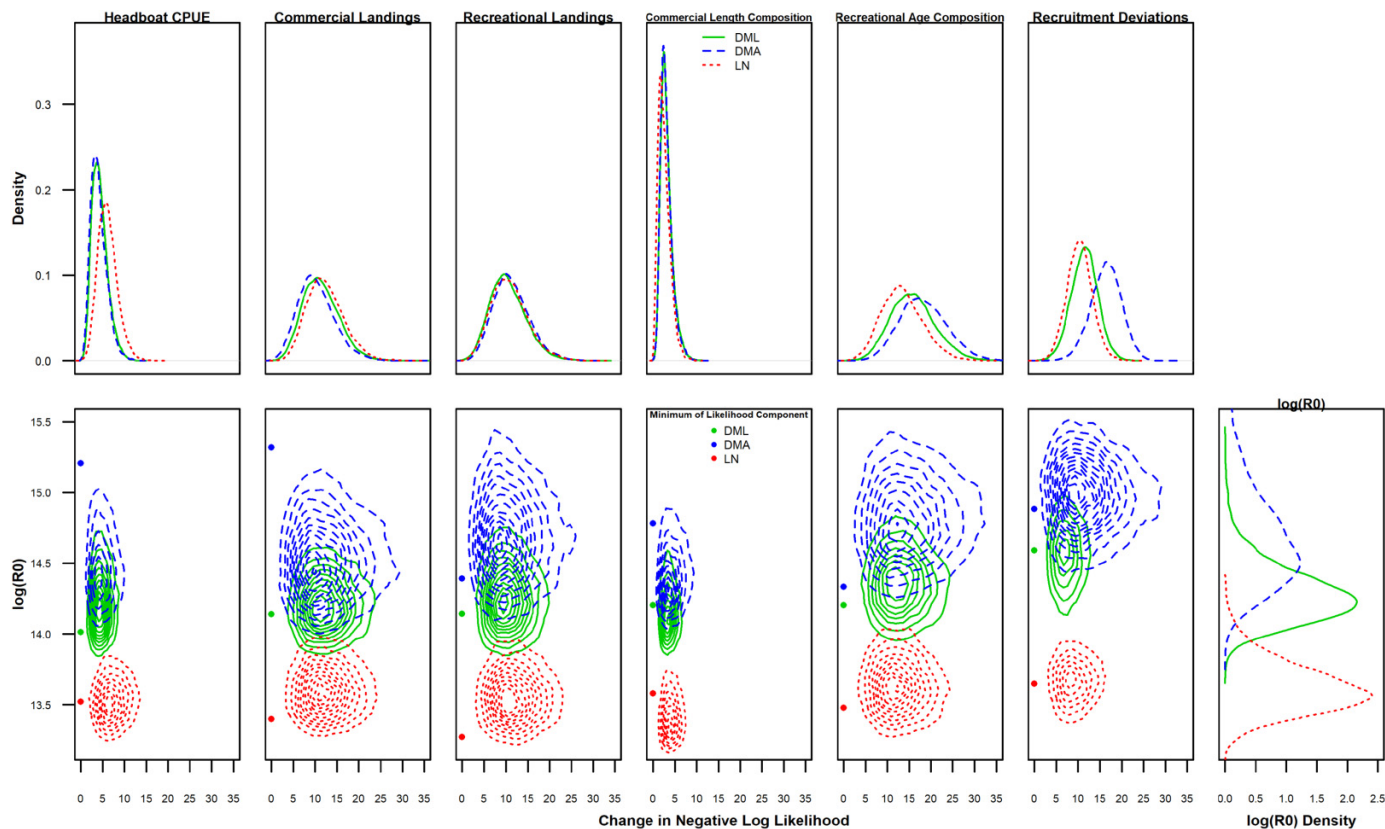 Headboat CPUE
Commercial Landings
Recreational Landings
Commercial Length Composition
Recreational Age Composition
Recruitment Deviations
DML
DMA
LN
Density
0.3
0.2
0.1
0.0
log(R0)
Minimum of Likelihood Component
DML
DMA
LN
log(R0)
15.5
15.0
14.5
14.0
13.5
0 5 10 15 20 25 30 35
0 5 10 15 20 25 30 35
0 5 10 15 20 25 30 35
0 5 10 15 20 25 30 35
0 5 10 15 20 25 30 35
0 5 10 15 20 25 30 35
0.0 0.5 1.0 1.5 2.0 2.5
Change in Negative Log Likelihood
log(R0) Density